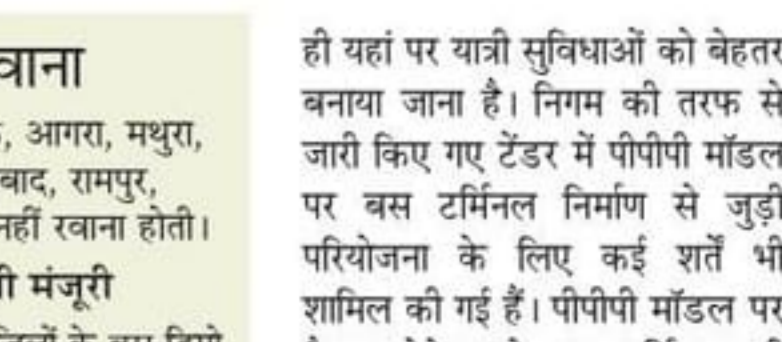 वाना
, आगरा, मथुरा,
बाद, रामपुर,
नहीं रवाना होती।
ी मंजूरी
ही यहां पर यात्री सुविधाओं को बेहतर
बनाया जाना है। निगम की तरफ से
जारी किए गए टेंडर में पीपीपी मॉडल
पर बस टर्मिनल निर्माण से जुड़ी
परियोजना के लिए कई शर्तें भी
शामिल की गई हैं। पीपीपी मॉडल पर